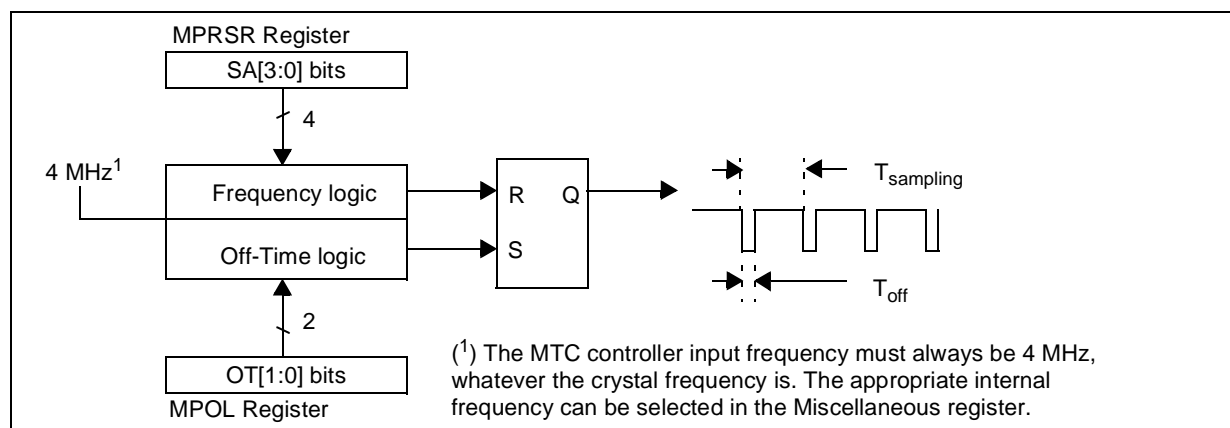 MPRSR Register
SA[3:0] bits
4
4 MHz1
Frequency logic
R Q
Tsampling
Off-Time logic
S
Toff
2
OT[1:0] bits
MPOL Register
(1) The MTC controller input frequency must always be 4 MHz,
whatever the crystal frequency is. The appropriate internal
frequency can be selected in the Miscellaneous register.